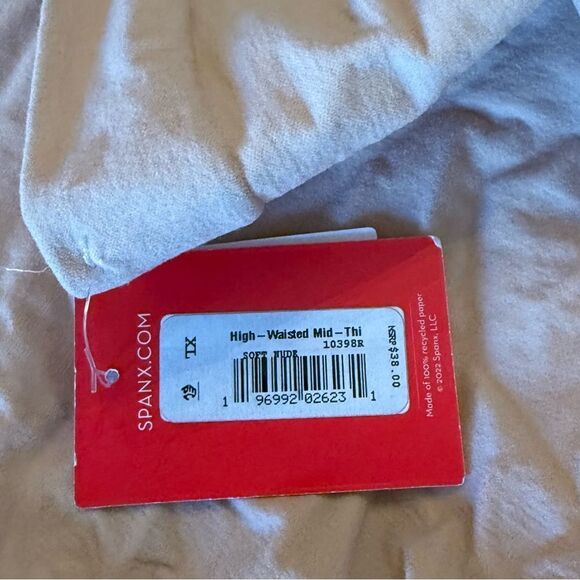 SPANX.COM
XL
High-Waisted Mid-Thi
10398R
SOFT NUDE
MSRP $38.00
1 96992 02623 1
Made of 100% recycled paper
© 2022 Spanx, LLC.